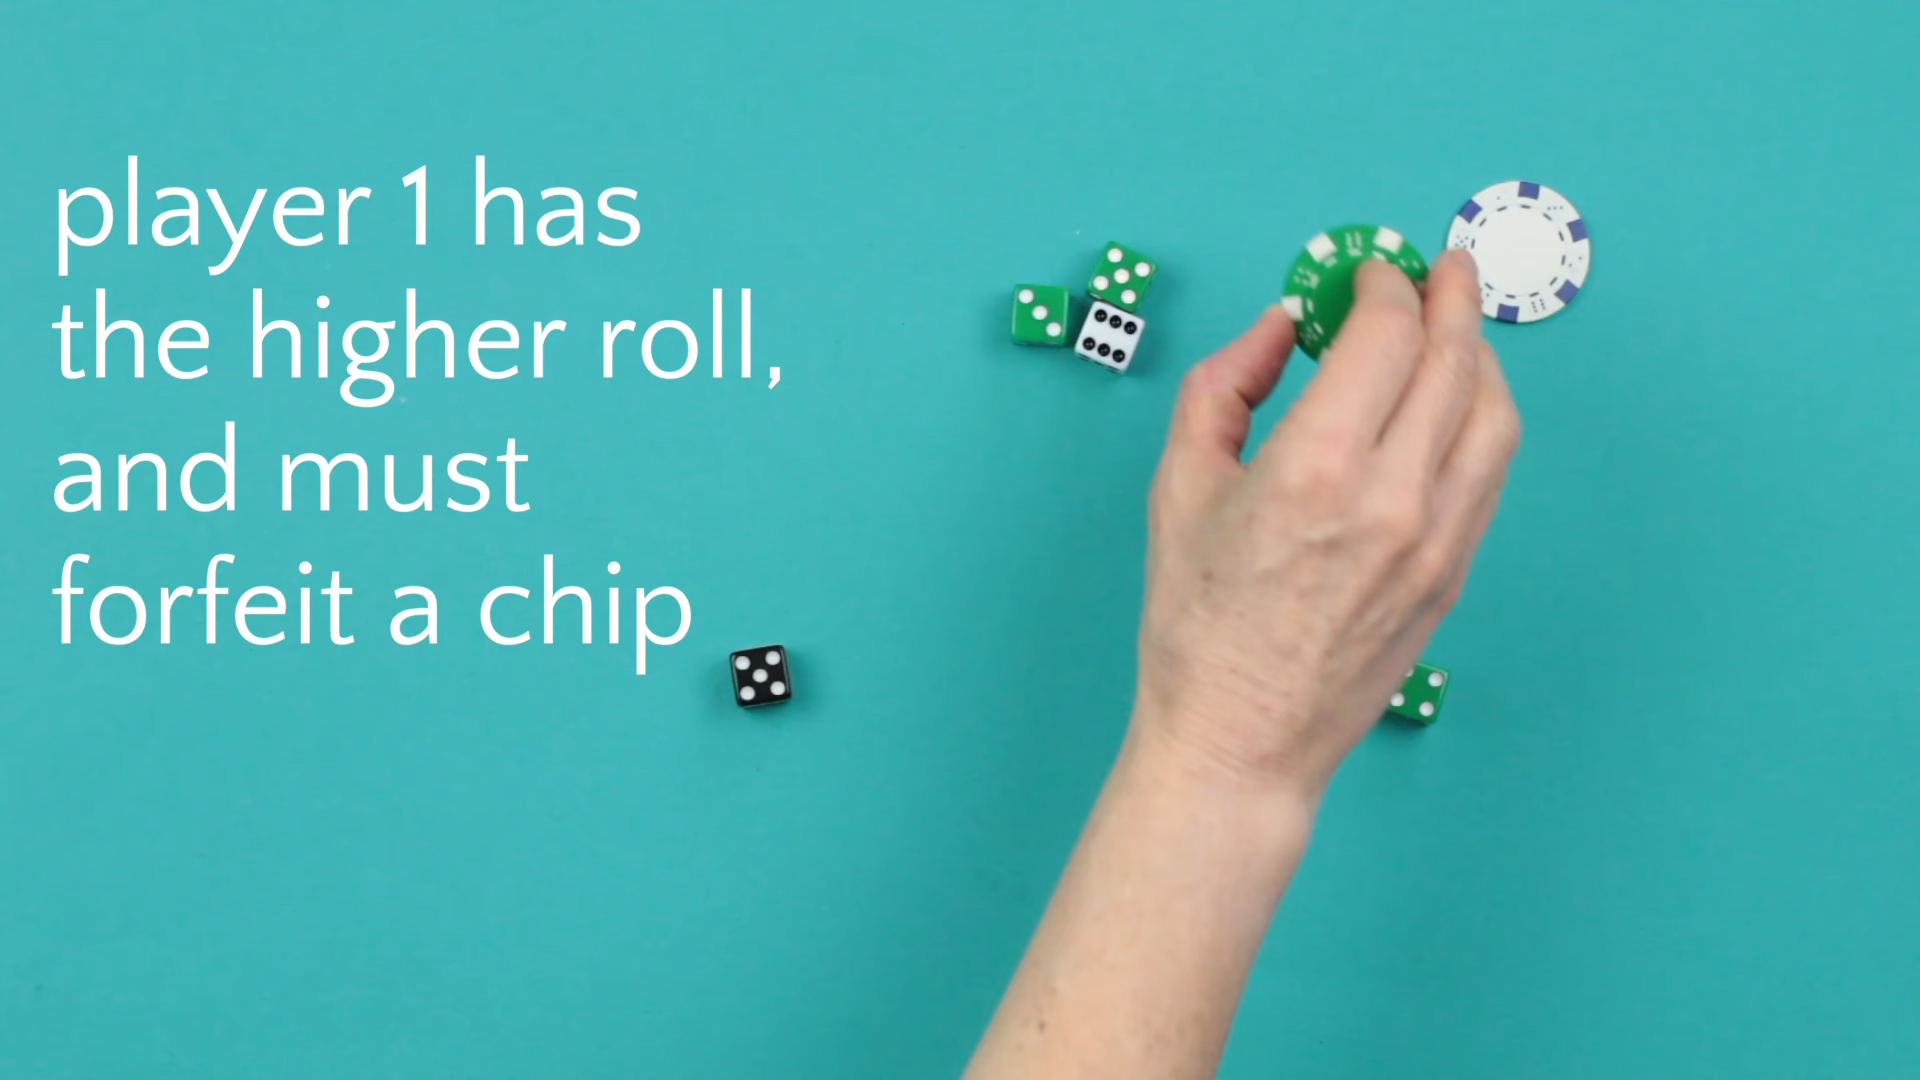 player 1 has
the higher roll,
and must
forfeit a chip